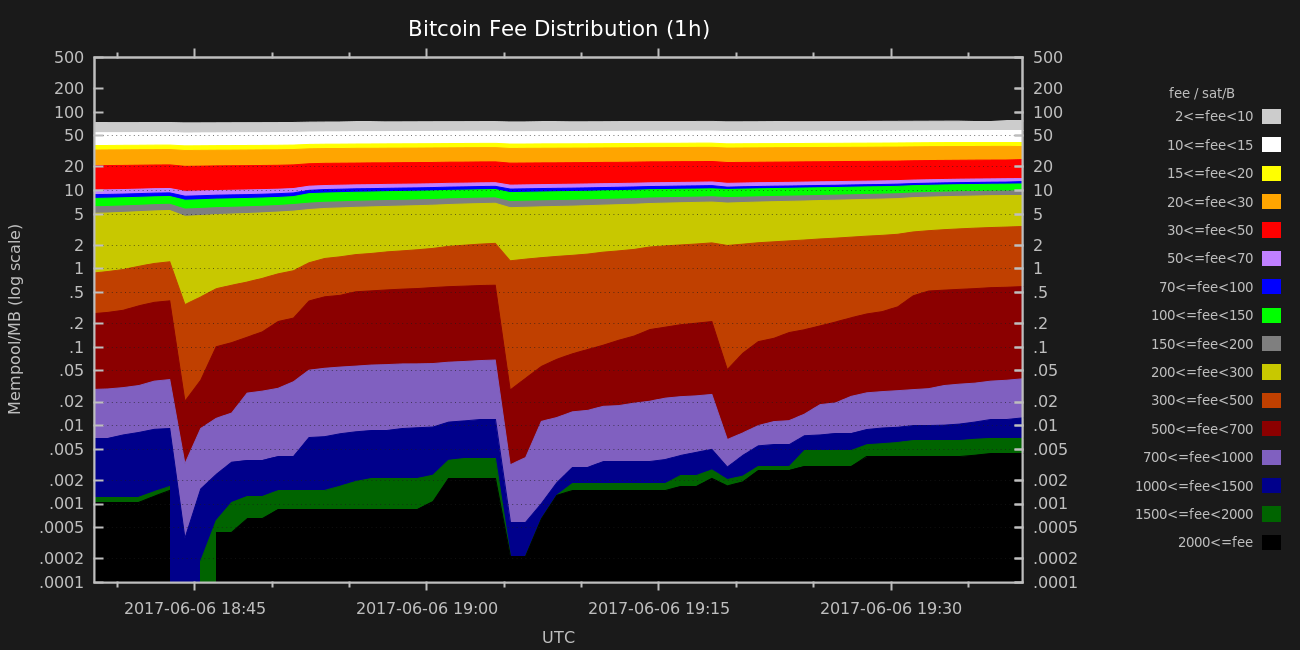 Bitcoin Fee Distribution (1h)
500
200
100
50
20
10
5
2
1
.5
.2
.1
.05
.02
.01
.005
.002
.001
.0005
.0002
.0001
Mempool/MB (log scale)
500
200
100
50
20
10
5
2
1
.5
.2
.1
.05
.02
.01
.005
.002
.001
.0005
.0002
.0001
2017-06-06 18:45
2017-06-06 19:00
2017-06-06 19:15
2017-06-06 19:30
UTC
fee / sat/B
2<=fee<10
10<=fee<15
15<=fee<20
20<=fee<30
30<=fee<50
50<=fee<70
70<=fee<100
100<=fee<150
150<=fee<200
200<=fee<300
300<=fee<500
500<=fee<700
700<=fee<1000
1000<=fee<1500
1500<=fee<2000
2000<=fee